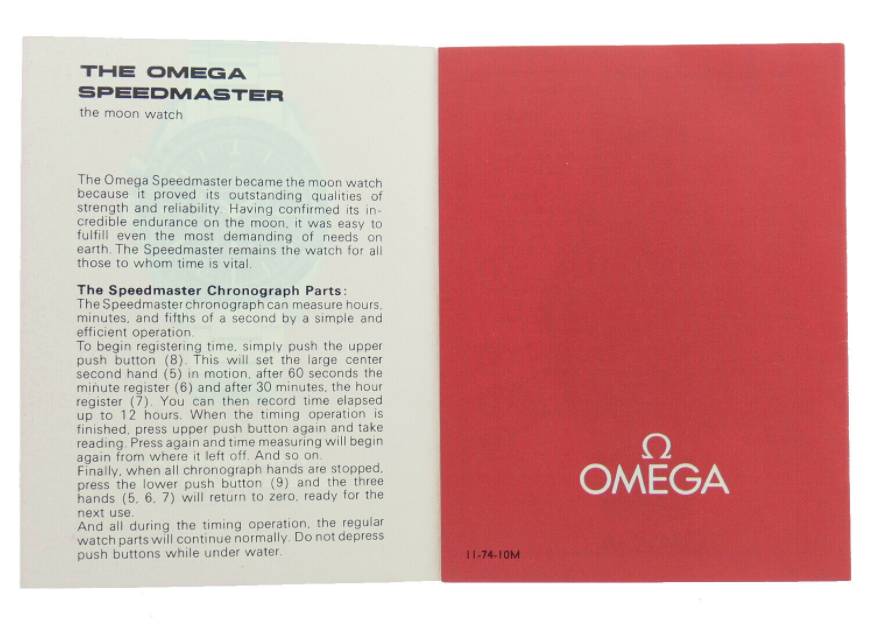 THE OMEGA
SPEEDMASTER
the moon watch
The Omega Speedmaster became the moon watch
because it proved its outstanding qualities of
strength and reliability. Having confirmed its in-
credible endurance on the moon, it was easy to
fulfill even the most demanding of needs on
earth. The Speedmaster remains the watch for all
those to whom time is vital.
The Speedmaster Chronograph Parts:
The Speedmaster chronograph can measure hours,
minutes, and fifths of a second by a simple and
efficient operation.
To begin registering time, simply push the upper
push button (8). This will set the large center
second hand (5) in motion, after 60 seconds the
minute register (6) and after 30 minutes, the hour
register (7). You can then record time elapsed
up to 12 hours. When the timing operation is
finished, press upper push button again and take
reading. Press again and time measuring will begin
again from where it left off. And so on.
Finally, when all chronograph hands are stopped,
press the lower push button (9) and the three
hands (5, 6, 7) will return to zero, ready for the
next use.
And all during the timing operation, the regular
watch parts will continue normally. Do not depress
push buttons while under water.
Ω
OMEGA
11-74-10M